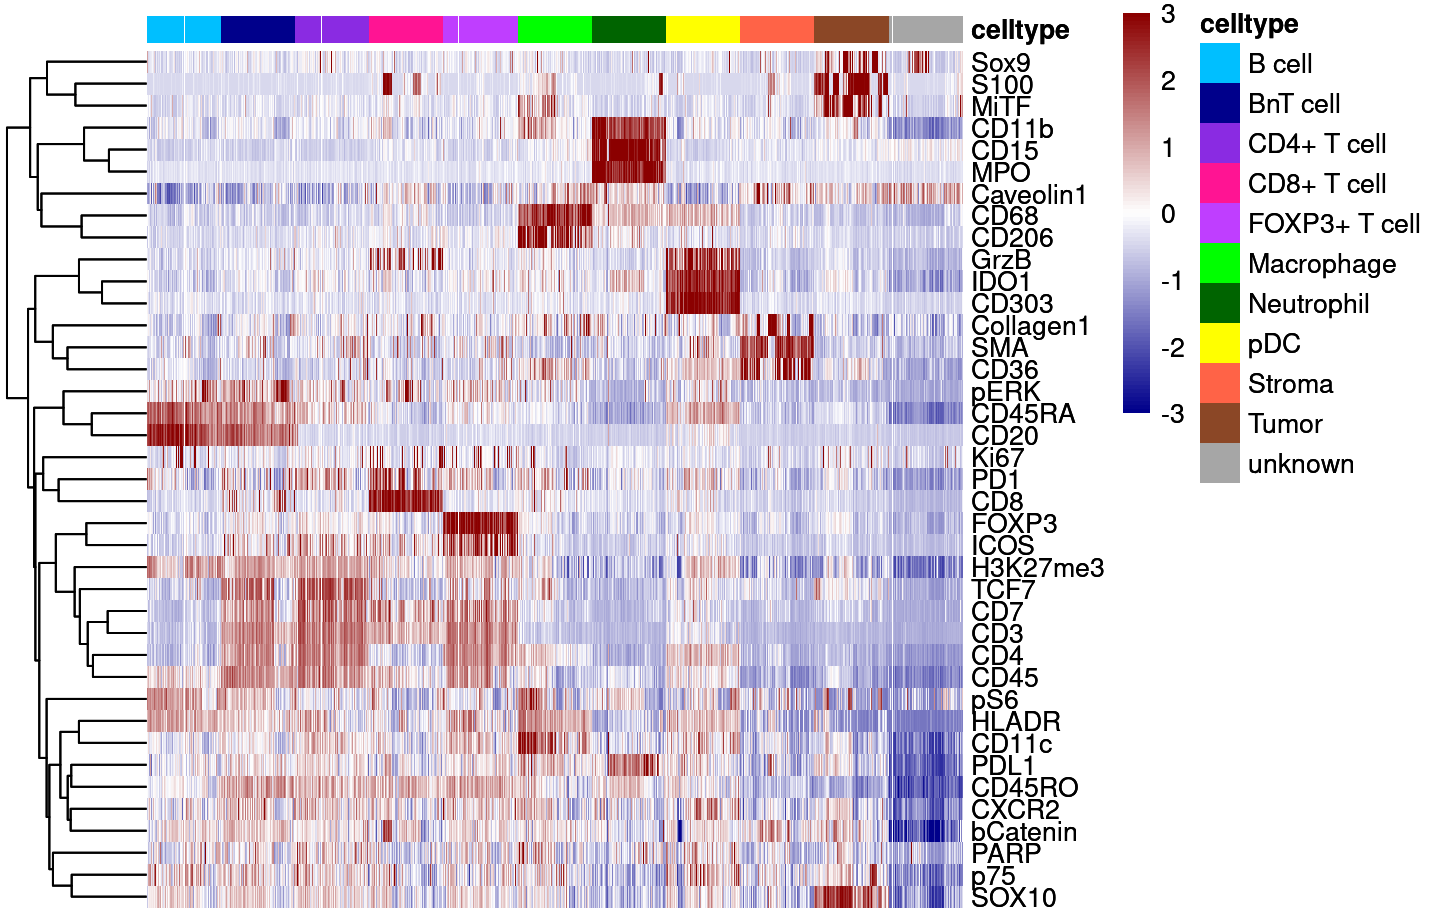 celltype
Sox9
S100
MiTF
CD11b
CD15
MPO
Caveolin1
CD68
CD206
GrzB
IDO1
CD303
Collagen1
SMA
CD36
pERK
CD45RA
CD20
Ki67
PD1
CD8
FOXP3
ICOS
H3K27me3
TCF7
CD7
CD3
CD4
CD45
pS6
HLADR
CD11c
PDL1
CD45RO
CXCR2
bCatenin
PARP
p75
SOX10
3
2
1
0
-1
-2
-3
celltype
B cell
BnT cell
CD4+ T cell
CD8+ T cell
FOXP3+ T cell
Macrophage
Neutrophil
pDC
Stroma
Tumor
unknown